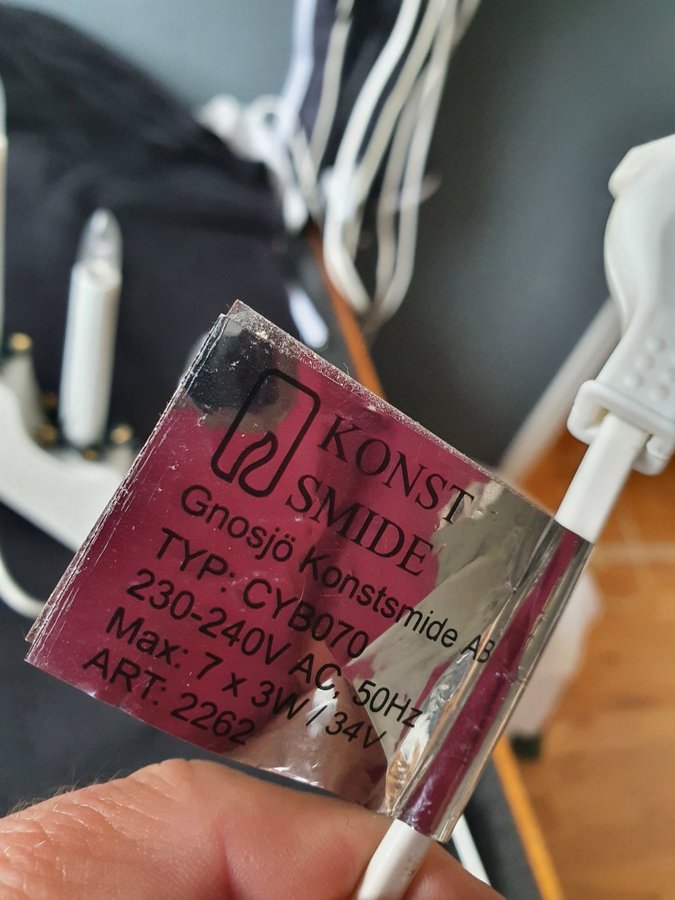 KONST
SMIDE
Gnosjö Konstsmide AB
TYP: CYB070
230-240V AC, 50Hz
Max: 7 x 3W / 34V
ART: 2262